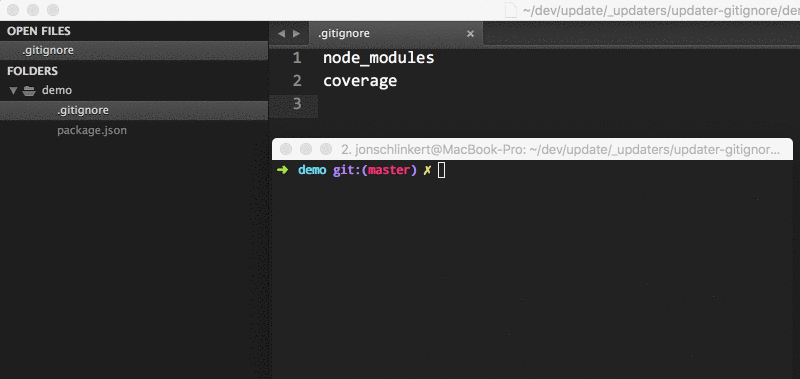 ~/dev/update/_updaters/updater-gitignore/der
OPEN FILES
.gitignore
FOLDERS
demo
.gitignore
package.json
.gitignore ×
1 node_modules
2 coverage
3
2. jonschlinkert@MacBook-Pro: ~/dev/update/_updaters/updater-gitignor...
➜ demo git:(master) ✗